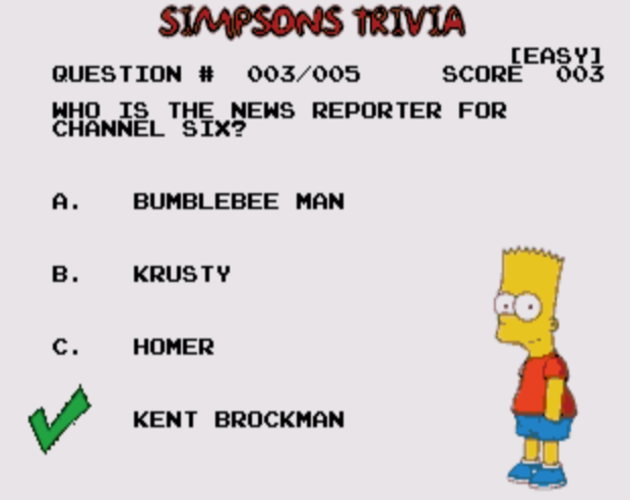 SIMPSONS TRIVIA
[EASY]
QUESTION # 003/005 SCORE 003
WHO IS THE NEWS REPORTER FOR
CHANNEL SIX?
A. BUMBLEBEE MAN
B. KRUSTY
C. HOMER
KENT BROCKMAN